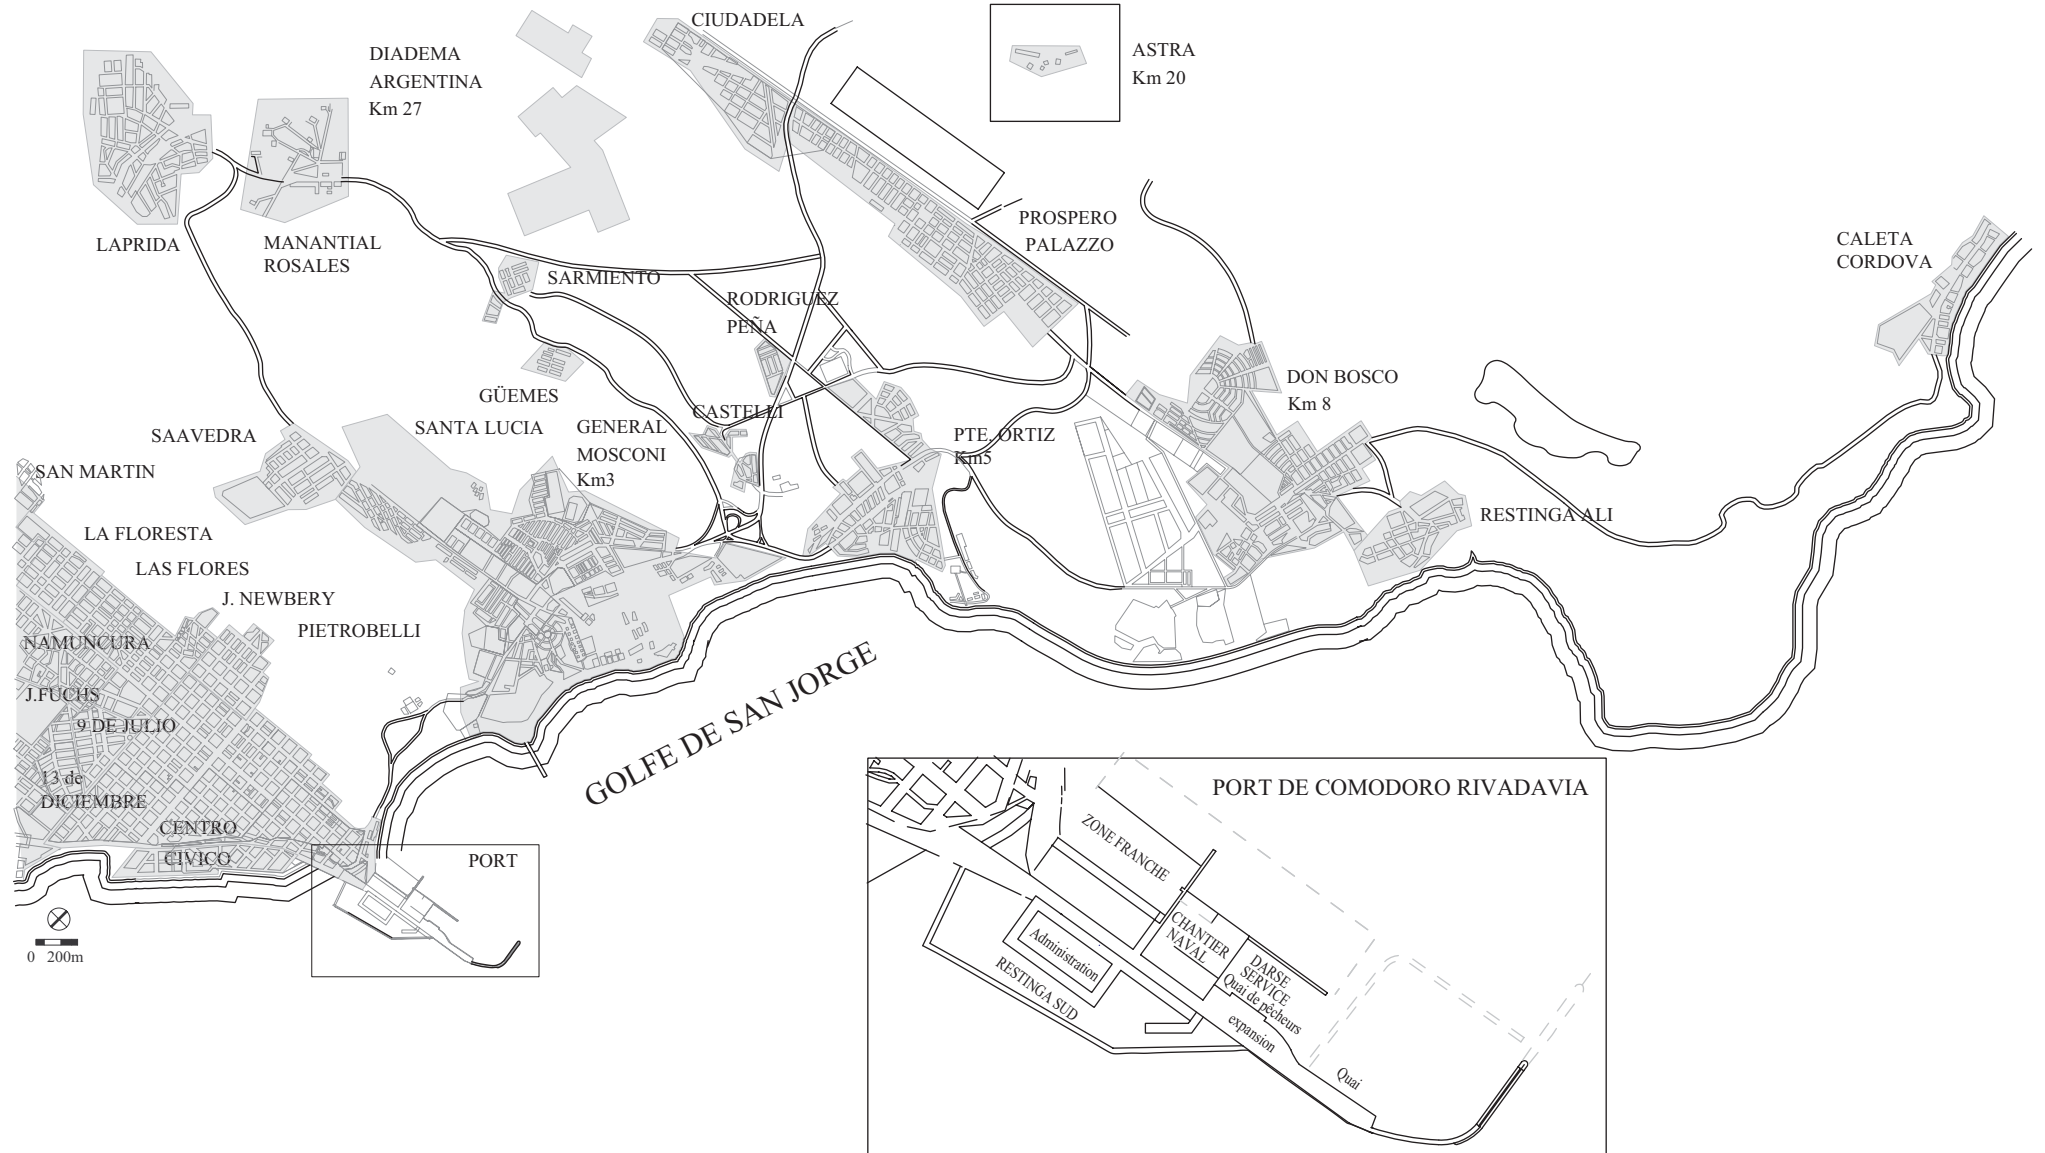 CIUDADELA
DIADEMA
ARGENTINA
Km 27
ASTRA
Km 20
LAPRIDA
MANANTIAL
ROSALES
PROSPERO
PALAZZO
CALETA
CORDOVA
SARMIENTO
RODRIGUEZ
PEÑA
DON BOSCO
Km 8
GÜEMES
CASTELLI
SANTA LUCIA
GENERAL
MOSCONI
Km3
PTE. ORTIZ
Km5
SAAVEDRA
SAN MARTIN
RESTINGA ALI
LA FLORESTA
LAS FLORES
J. NEWBERY
PIETROBELLI
NAMUNCURA
J.FUCHS
9 DE JULIO
13 de
DICIEMBRE
CENTRO
CIVICO
GOLFE DE SAN JORGE
PORT
0 200m
PORT DE COMODORO RIVADAVIA
ZONE FRANCHE
CHANTIER
NAVAL
DARSE
SERVICE
Quai de pêcheurs
Administration
RESTINGA SUD
expansion
Quai